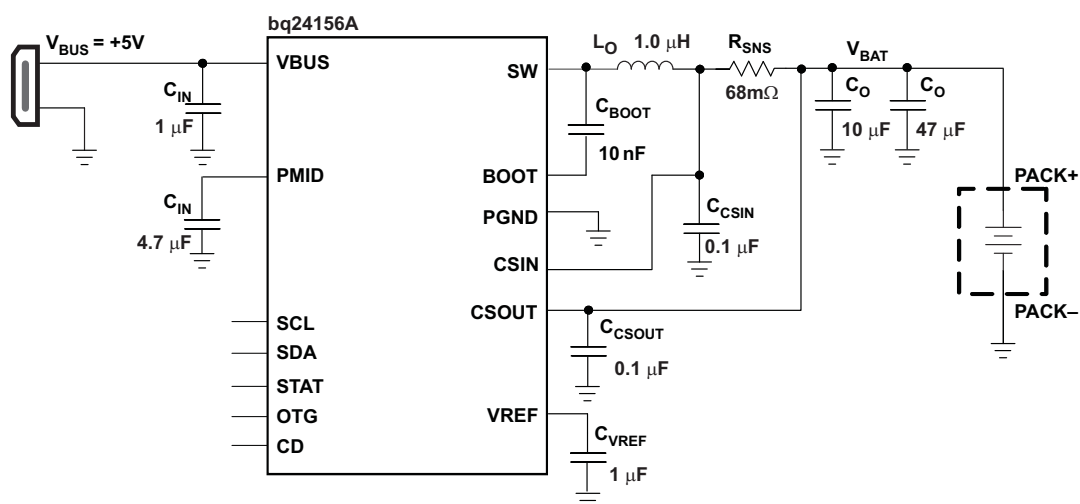 bq24156A
V_BUS = +5V
VBUS
C_IN
1 μF
PMID
C_IN
4.7 μF
SCL
SDA
STAT
OTG
CD
SW
BOOT
PGND
CSIN
CSOUT
VREF
L_O 1.0 μH
R_SNS
68mΩ
V_BAT
C_BOOT
10 nF
C_O
10 μF
C_O
47 μF
C_CSIN
0.1 μF
C_CSOUT
0.1 μF
C_VREF
1 μF
PACK+
PACK–